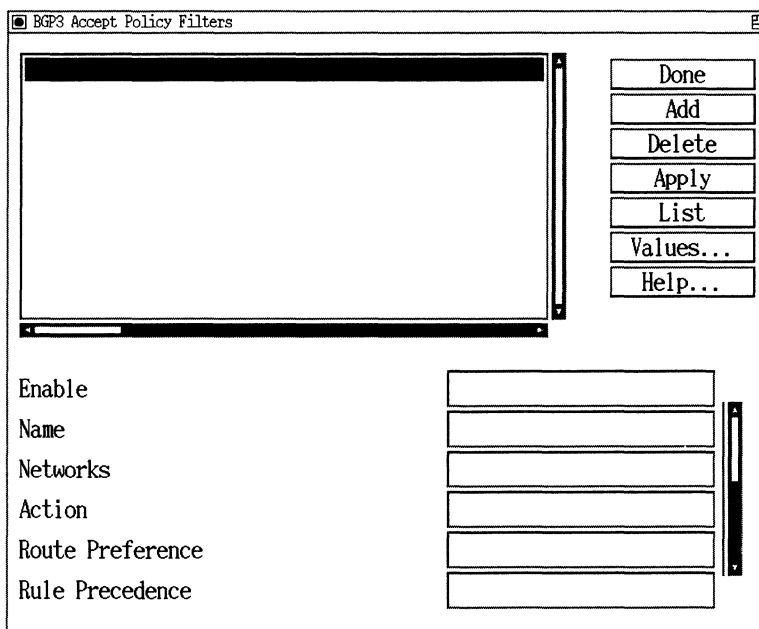 BGP3 Accept Policy Filters
Done
Add
Delete
Apply
List
Values...
Help...
Enable
Name
Networks
Action
Route Preference
Rule Precedence